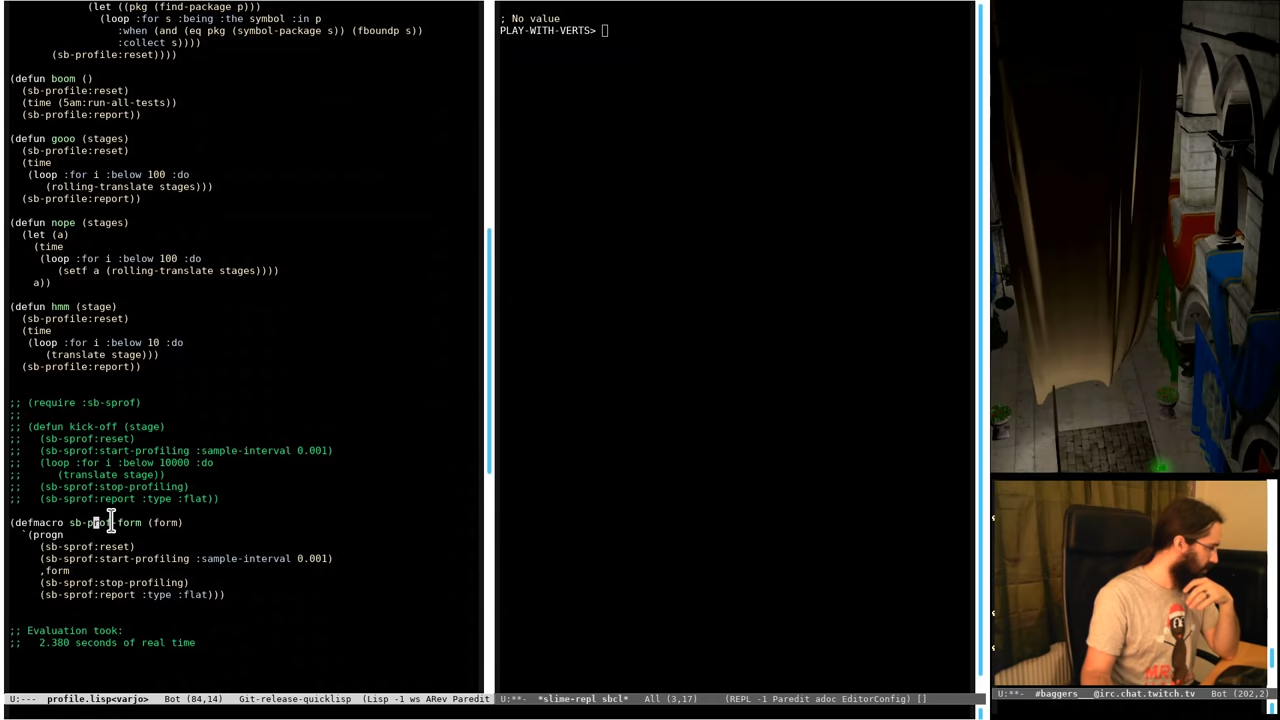 (let ((pkg (find-package p)))
(loop :for s :being :the symbol :in p
:when (and (eq pkg (symbol-package s)) (fboundp s))
:collect s))))
(sb-profile:reset))))
(defun boom ()
(sb-profile:reset)
(time (5am:run-all-tests))
(sb-profile:report))
(defun gooo (stages)
(sb-profile:reset)
(time
(loop :for i :below 100 :do
(rolling-translate stages)))
(sb-profile:report))
(defun nope (stages)
(let (a)
(time
(loop :for i :below 100 :do
(setf a (rolling-translate stages))))
a))
(defun hmm (stage)
(sb-profile:reset)
(time
(loop :for i :below 10 :do
(translate stage)))
(sb-profile:report))
;; (require :sb-sprof)
;;
;; (defun kick-off (stage)
;;   (sb-sprof:reset)
;;   (sb-sprof:start-profiling :sample-interval 0.001)
;;   (loop :for i :below 10000 :do
;;      (translate stage))
;;   (sb-sprof:stop-profiling)
;;   (sb-sprof:report :type :flat))
(defmacro sb-prof-form (form)
`(progn
(sb-sprof:reset)
(sb-sprof:start-profiling :sample-interval 0.001)
,form
(sb-sprof:stop-profiling)
(sb-sprof:report :type :flat)))
;; Evaluation took:
;;   2.380 seconds of real time
U:--- profile.lisp<varjo> Bot (84,14) Git-release-quicklisp (Lisp -1 ws ARev Paredit
; No value
PLAY-WITH-VERTS>
U:**- *slime-repl sbcl* All (3,17) (REPL -1 Paredit adoc EditorConfig) []
U:**- #baggers___@irc.chat.twitch.tv Bot (202,2)